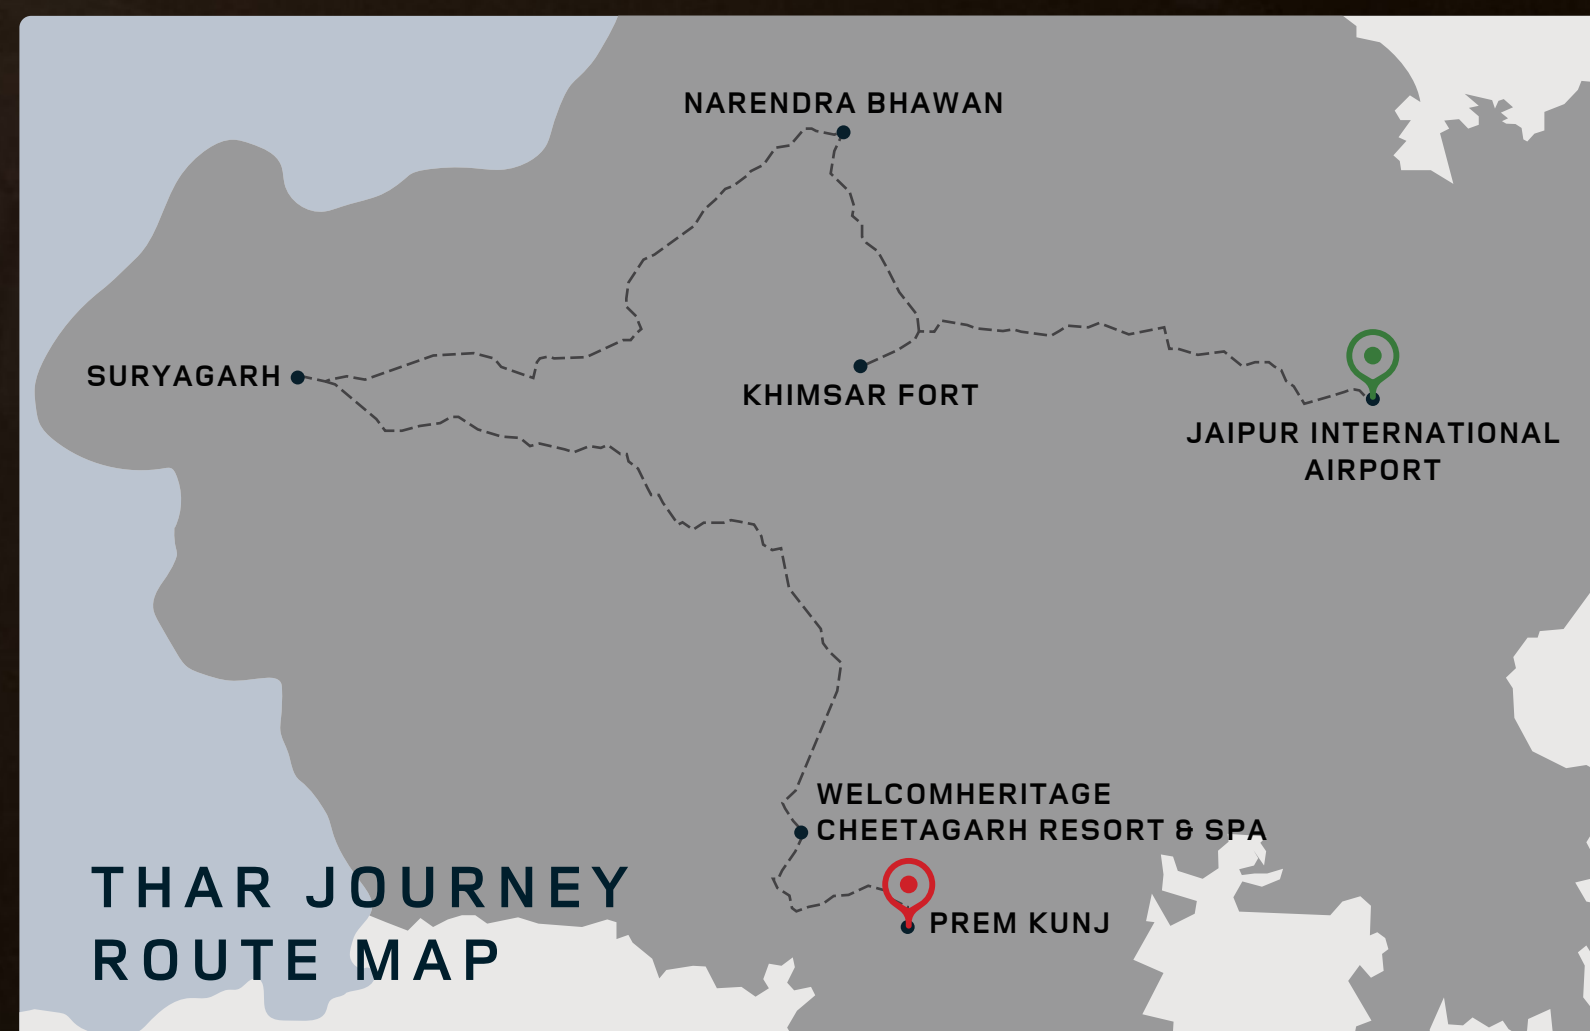 NARENDRA BHAWAN
SURYAGARH
KHIMSAR FORT
JAIPUR INTERNATIONAL
AIRPORT
WELCOMHERITAGE
CHEETAGARH RESORT & SPA
PREM KUNJ
THAR JOURNEY
ROUTE MAP